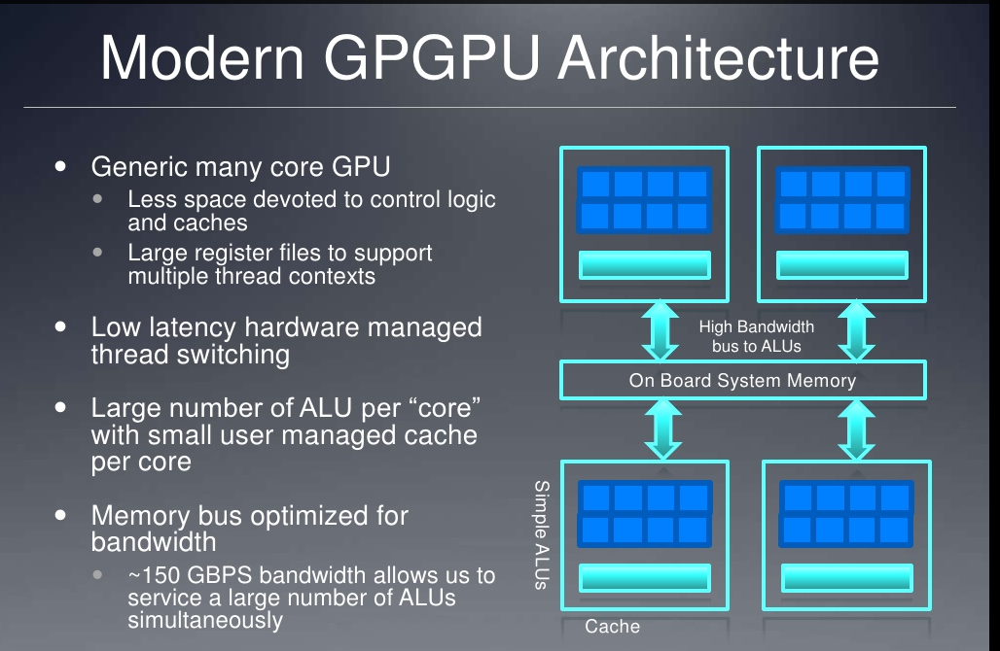 Modern GPGPU Architecture
Generic many core GPU
Less space devoted to control logic
and caches
Large register files to support
multiple thread contexts
Low latency hardware managed
thread switching
Large number of ALU per “core”
with small user managed cache
per core
Memory bus optimized for
bandwidth
~150 GBPS bandwidth allows us to
service a large number of ALUs
simultaneously
High Bandwidth
bus to ALUs
On Board System Memory
Simple ALUs
Cache